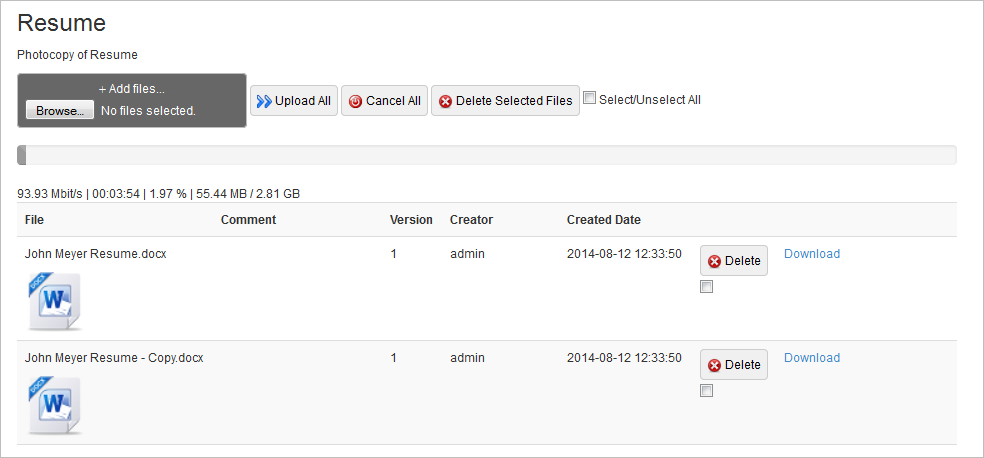 Resume
Photocopy of Resume
+ Add files...
Browse... No files selected.
Upload All Cancel All Delete Selected Files Select/Unselect All
93.93 Mbit/s | 00:03:54 | 1.97 % | 55.44 MB / 2.81 GB
File Comment Version Creator Created Date
John Meyer Resume.docx 1 admin 2014-08-12 12:33:50 Delete Download
DOCX
W
John Meyer Resume - Copy.docx 1 admin 2014-08-12 12:33:50 Delete Download
DOCX
W